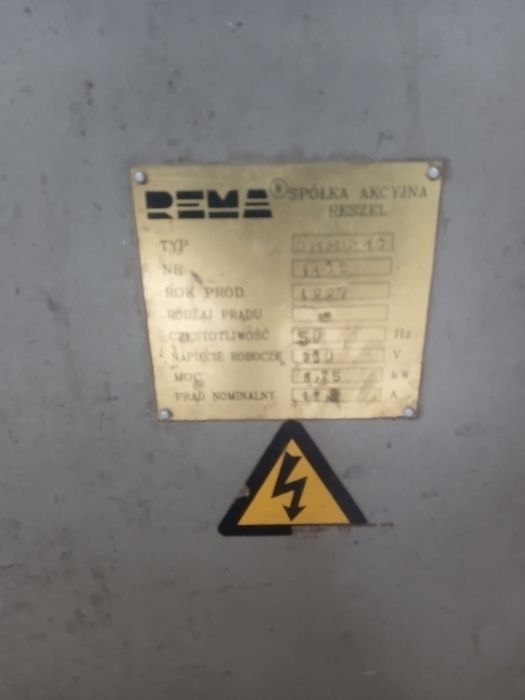 REMA ® SPÓŁKA AKCYJNA
RESZEL
TYP
NR
ROK PROD. 1997
RODZAJ PRĄDU
CZĘSTOTLIWOŚĆ 50 Hz
NAPIĘCIE ROBOCZE V
MOC kW
PRĄD NOMINALNY A